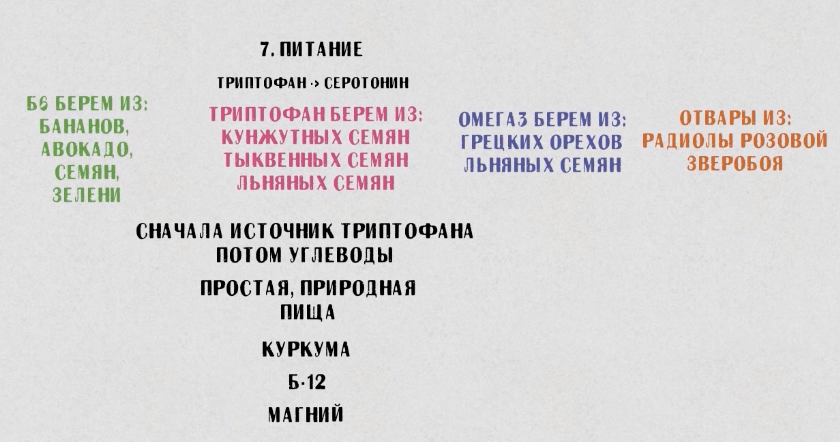 7. ПИТАНИЕ
ТРИПТОФАН -> СЕРОТОНИН
Б6 БЕРЕМ ИЗ:
БАНАНОВ,
АВОКАДО,
СЕМЯН,
ЗЕЛЕНИ
ТРИПТОФАН БЕРЕМ ИЗ:
КУНЖУТНЫХ СЕМЯН
ТЫКВЕННЫХ СЕМЯН
ЛЬНЯНЫХ СЕМЯН
ОМЕГА3 БЕРЕМ ИЗ:
ГРЕЦКИХ ОРЕХОВ
ЛЬНЯНЫХ СЕМЯН
ОТВАРЫ ИЗ:
РАДИОЛЫ РОЗОВОЙ
ЗВЕРОБОЯ
СНАЧАЛА ИСТОЧНИК ТРИПТОФАНА
ПОТОМ УГЛЕВОДЫ
ПРОСТАЯ, ПРИРОДНАЯ
ПИЩА
КУРКУМА
Б-12
МАГНИЙ